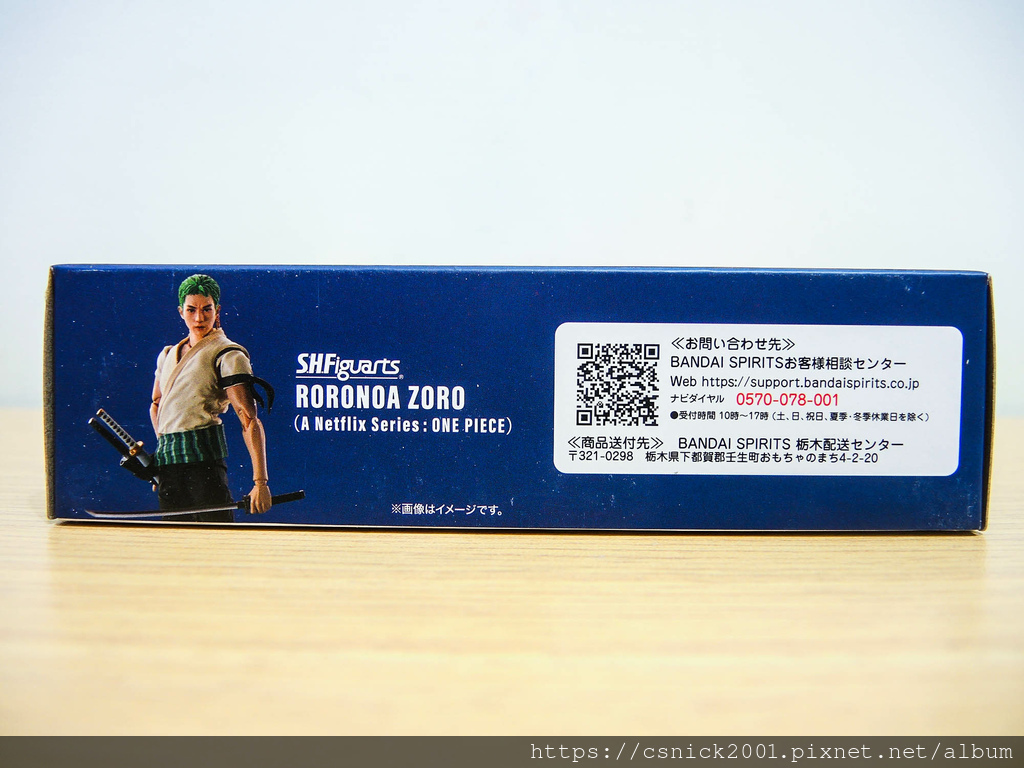 S.H.Figuarts
RORONOA ZORO
(A Netflix Series : ONE PIECE)
※画像はイメージです。
≪お問い合わせ先≫
BANDAI SPIRITSお客様相談センター
Web https://support.bandaispirits.co.jp
ナビダイヤル 0570-078-001
●受付時間 10時〜17時(土、日、祝日、夏季・冬季休業日を除く)
≪商品送付先≫ BANDAI SPIRITS 栃木配送センター
〒321-0298 栃木県下都賀郡壬生町おもちゃのまち4-2-20
https://csnick2001.pixnet.net/album